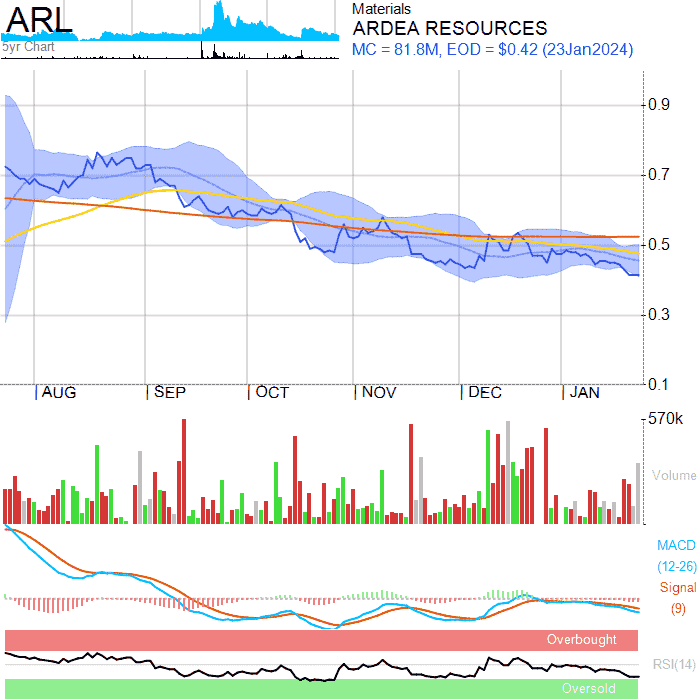 ARL
5yr Chart
Materials
ARDEA RESOURCES
MC = 81.8M, EOD = $0.42 (23Jan2024)
0.9
0.7
0.5
0.3
0.1
AUG SEP OCT NOV DEC JAN
570k
Volume
MACD
(12-26)
Signal
(9)
Overbought
RSI(14)
Oversold